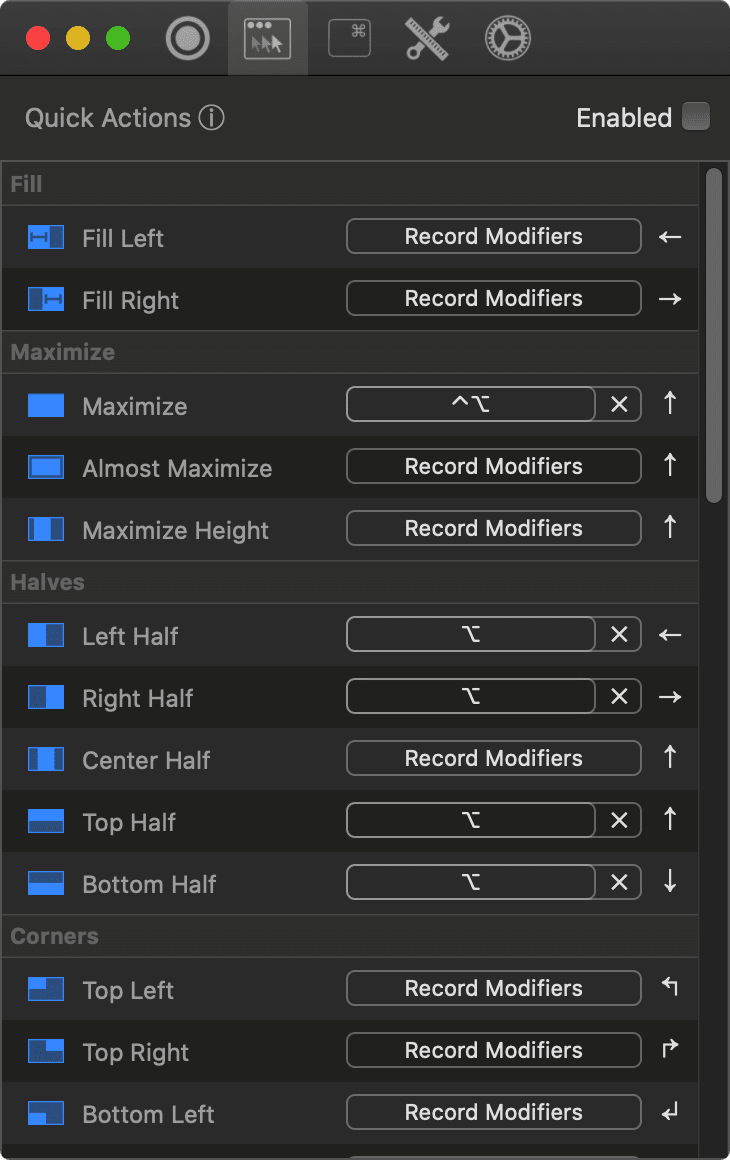 ⌘
Quick Actions ⓘ
Enabled
Fill
Fill Left Record Modifiers ←
Fill Right Record Modifiers →
Maximize
Maximize ⌃⌥ ✕ ↑
Almost Maximize Record Modifiers ↑
Maximize Height Record Modifiers ↑
Halves
Left Half ⌥ ✕ ←
Right Half ⌥ ✕ →
Center Half Record Modifiers ↑
Top Half ⌥ ✕ ↑
Bottom Half ⌥ ✕ ↓
Corners
Top Left Record Modifiers ↰
Top Right Record Modifiers ↱
Bottom Left Record Modifiers ↲